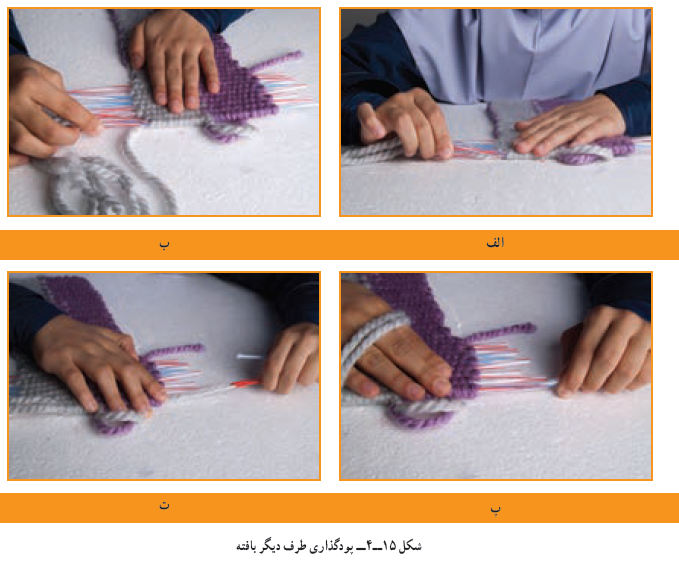 الف
ب
پ
ت
شکل ۱۵ــ۴ــ پودگذاری طرف دیگر بافته